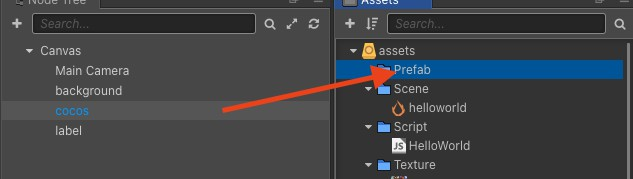 Node Tree
Search...
Canvas
Main Camera
background
cocos
label
Assets
Search...
assets
Prefab
Scene
helloworld
Script
JS HelloWorld
Texture